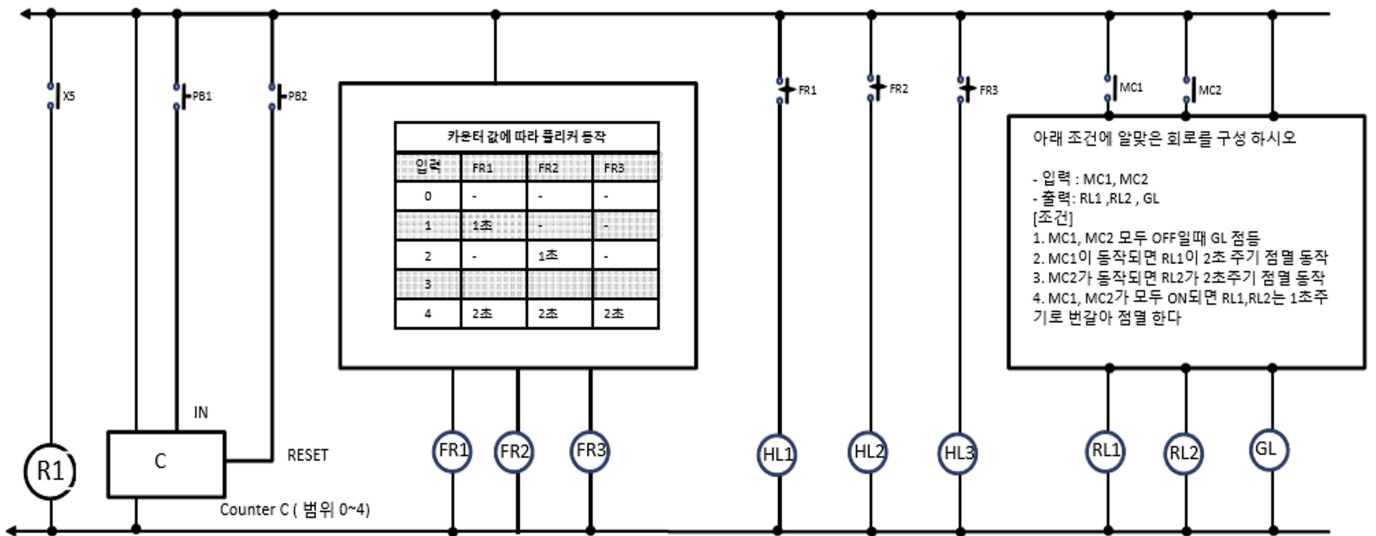 X5
PB1
PB2
IN
R1
C
RESET
Counter C ( 범위 0~4)
카운터 값에 따라 플리커 동작
입력 FR1 FR2 FR3
0 - - -
1 1초 - -
2 - 1초 -
3
4 2초 2초 2초
FR1
FR2
FR3
FR1
FR2
FR3
HL1
HL2
HL3
MC1
MC2
아래 조건에 알맞은 회로를 구성 하시오
- 입력 : MC1, MC2
- 출력: RL1 ,RL2 , GL
[조건]
1. MC1, MC2 모두 OFF일때 GL 점등
2. MC1이 동작되면 RL1이 2초 주기 점멸 동작
3. MC2가 동작되면 RL2가 2초주기 점멸 동작
4. MC1, MC2가 모두 ON되면 RL1,RL2는 1초주
기로 번갈아 점멸 한다
RL1
RL2
GL